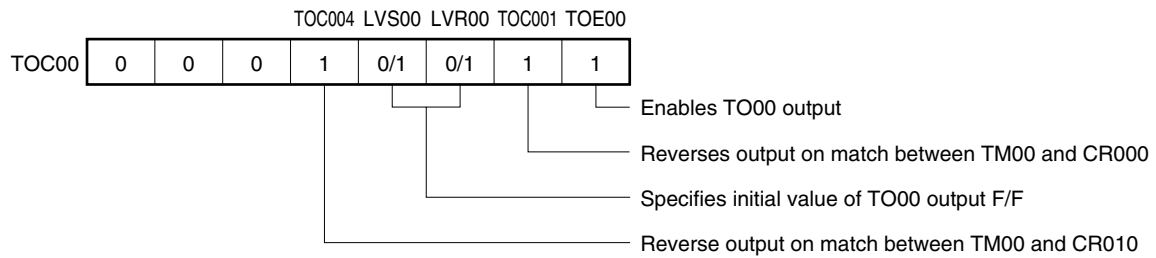 TOC004 LVS00 LVR00 TOC001 TOE00
TOC00 0 0 0 1 0/1 0/1 1 1
Enables TO00 output
Reverses output on match between TM00 and CR000
Specifies initial value of TO00 output F/F
Reverse output on match between TM00 and CR010